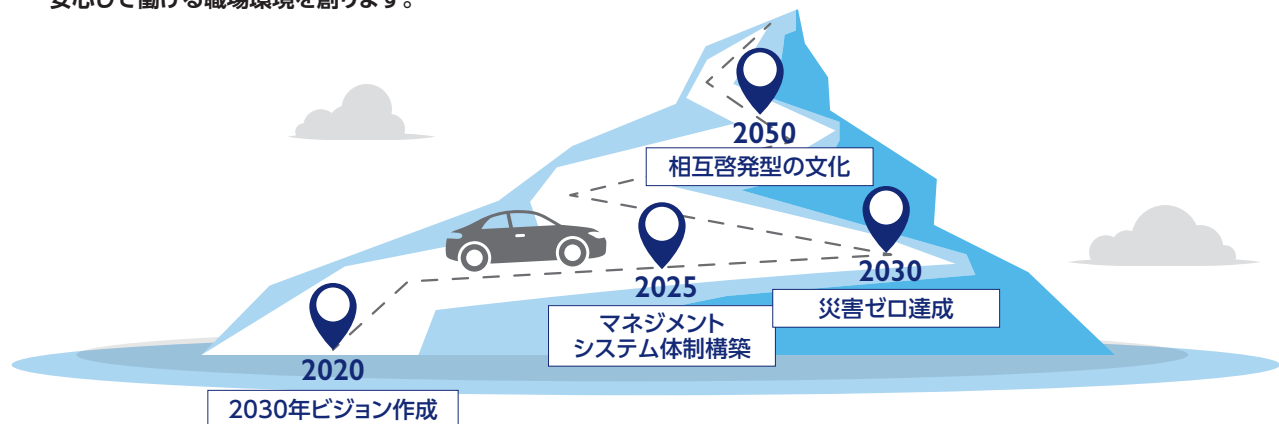 安心して働ける職場環境を創ります。
2050
相互啓発型の文化
2030
災害ゼロ達成
2025
マネジメント
システム体制構築
2020
2030年ビジョン作成